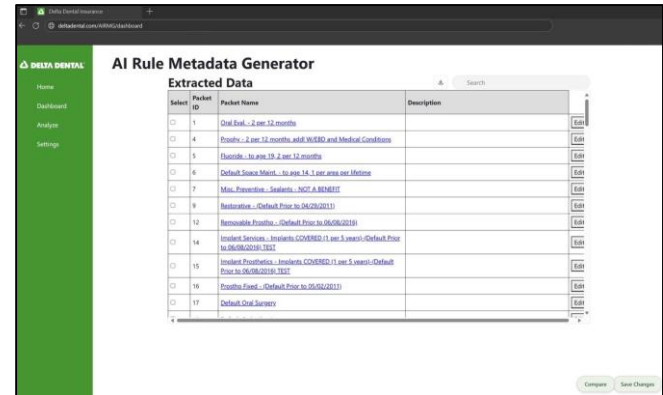 Delta Dental Insurance
deltadental.com/AIRMG/dashboard
DELTA DENTAL
Home
Dashboard
Analyze
Settings
AI Rule Metadata Generator
Extracted Data
Search
Select Packet ID Packet Name Description
1 Oral Eval. - 2 per 12 months Edit
4 Prophy - 2 per 12 months, addl W/EBD and Medical Conditions Edit
5 Fluoride - to age 19, 2 per 12 months Edit
6 Default Space Maint. - to age 14, 1 per area per lifetime Edit
7 Misc. Preventive - Sealants - NOT A BENEFIT Edit
9 Restorative - (Default Prior to 04/29/2011) Edit
12 Removable Prostho - (Default Prior to 06/08/2016) Edit
14 Implant Services - Implants COVERED (1 per 5 years)-(Default Prior
to 06/08/2016) TEST Edit
15 Implant Prosthetics - Implants COVERED (1 per 5 years)-(Default
Prior to 06/08/2016) TEST Edit
16 Prostho Fixed - (Default Prior to 05/02/2011) Edit
17 Default Oral Surgery Edit
Compare Save Changes